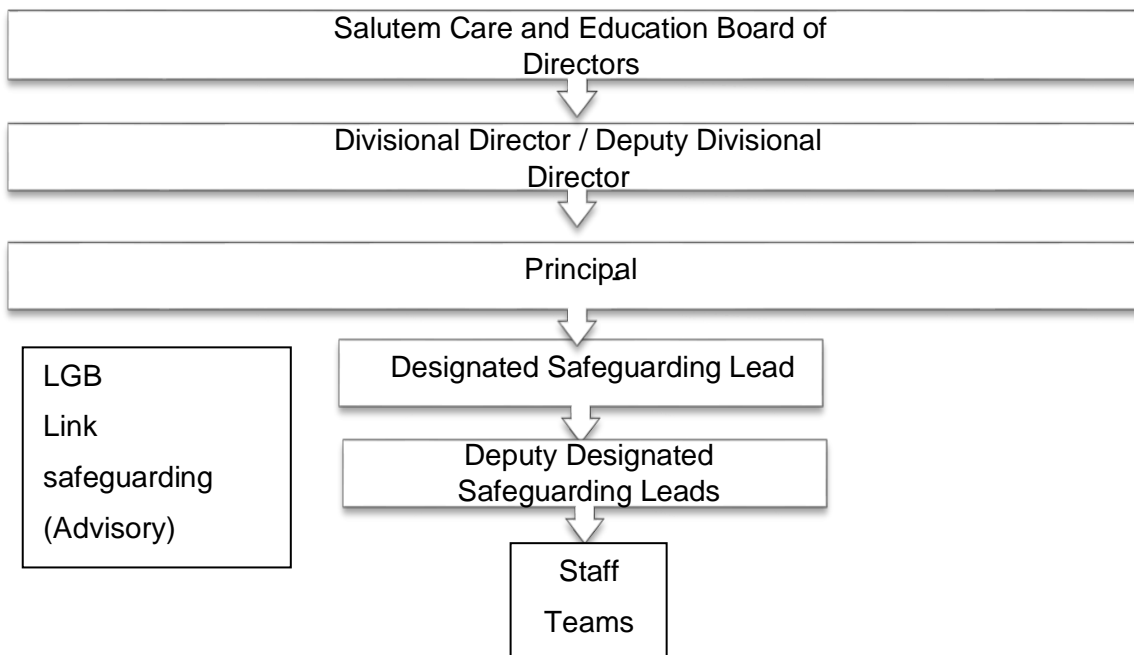 Salutem Care and Education Board of
Directors
Divisional Director / Deputy Divisional
Director
Principal
Designated Safeguarding Lead
LGB
Link
safeguarding
(Advisory)
Deputy Designated
Safeguarding Leads
Staff
Teams